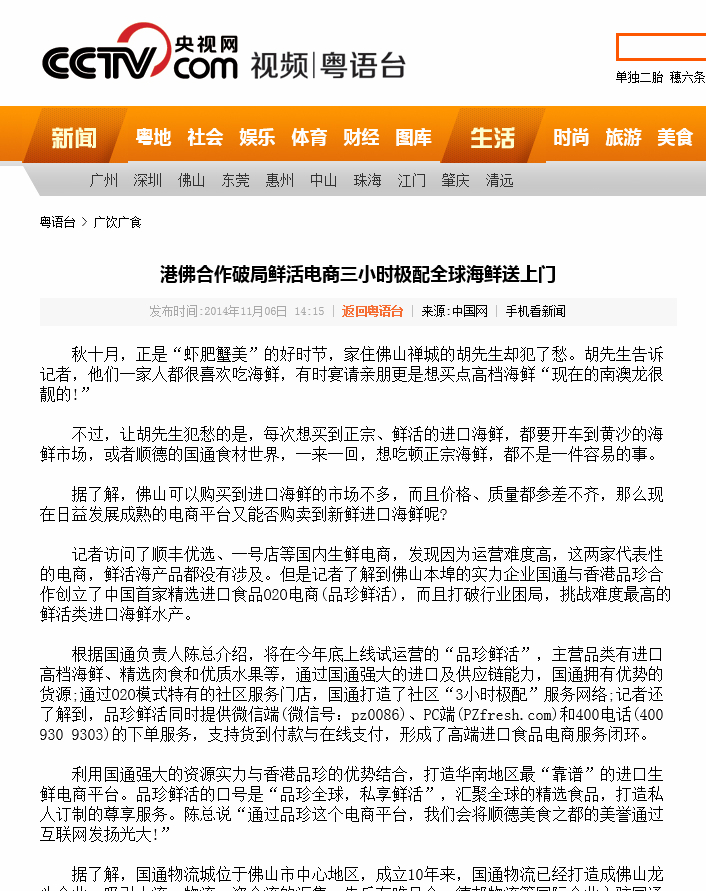 CCTV 央视网
com 视频|粤语台
单独二胎 穗六条
新闻 粤地 社会 娱乐 体育 财经 图库 生活 时尚 旅游 美食
广州 深圳 佛山 东莞 惠州 中山 珠海 江门 肇庆 清远
粤语台 > 广饮广食
港佛合作破局鲜活电商三小时极配全球海鲜送上门
发布时间:2014年11月06日 14:15 | 返回粤语台 | 来源:中国网 | 手机看新闻
秋十月，正是“虾肥蟹美”的好时节，家住佛山禅城的胡先生却犯了愁。胡先生告诉
记者，他们一家人都很喜欢吃海鲜，有时宴请亲朋更是想买点高档海鲜“现在的南澳龙很
靓的!”
不过，让胡先生犯愁的是，每次想买到正宗、鲜活的进口海鲜，都要开车到黄沙的海
鲜市场，或者顺德的国通食材世界，一来一回，想吃顿正宗海鲜，都不是一件容易的事。
据了解，佛山可以购买到进口海鲜的市场不多，而且价格、质量都参差不齐，那么现
在日益发展成熟的电商平台又能否购卖到新鲜进口海鲜呢?
记者访问了顺丰优选、一号店等国内生鲜电商，发现因为运营难度高，这两家代表性
的电商，鲜活海产品都没有涉及。但是记者了解到佛山本埠的实力企业国通与香港品珍合
作创立了中国首家精选进口食品O2O电商(品珍鲜活)，而且打破行业困局，挑战难度最高的
鲜活类进口海鲜水产。
根据国通负责人陈总介绍，将在今年底上线试运营的“品珍鲜活”，主营品类有进口
高档海鲜、精选肉食和优质水果等，通过国通强大的进口及供应链能力，国通拥有优势的
货源;通过O2O模式特有的社区服务门店，国通打造了社区“3小时极配”服务网络;记者还
了解到，品珍鲜活同时提供微信端(微信号: pz0086)、PC端(PZfresh.com)和400电话(400
930 9303)的下单服务，支持货到付款与在线支付，形成了高端进口食品电商服务闭环。
利用国通强大的资源实力与香港品珍的优势结合，打造华南地区最“靠谱”的进口生
鲜电商平台。品珍鲜活的口号是“品珍全球，私享鲜活”，汇聚全球的精选食品，打造私
人订制的尊享服务。陈总说“通过品珍这个电商平台，我们会将顺德美食之都的美誉通过
互联网发扬光大!”
据了解，国通物流城位于佛山市中心地区，成立10年来，国通物流已经打造成佛山龙